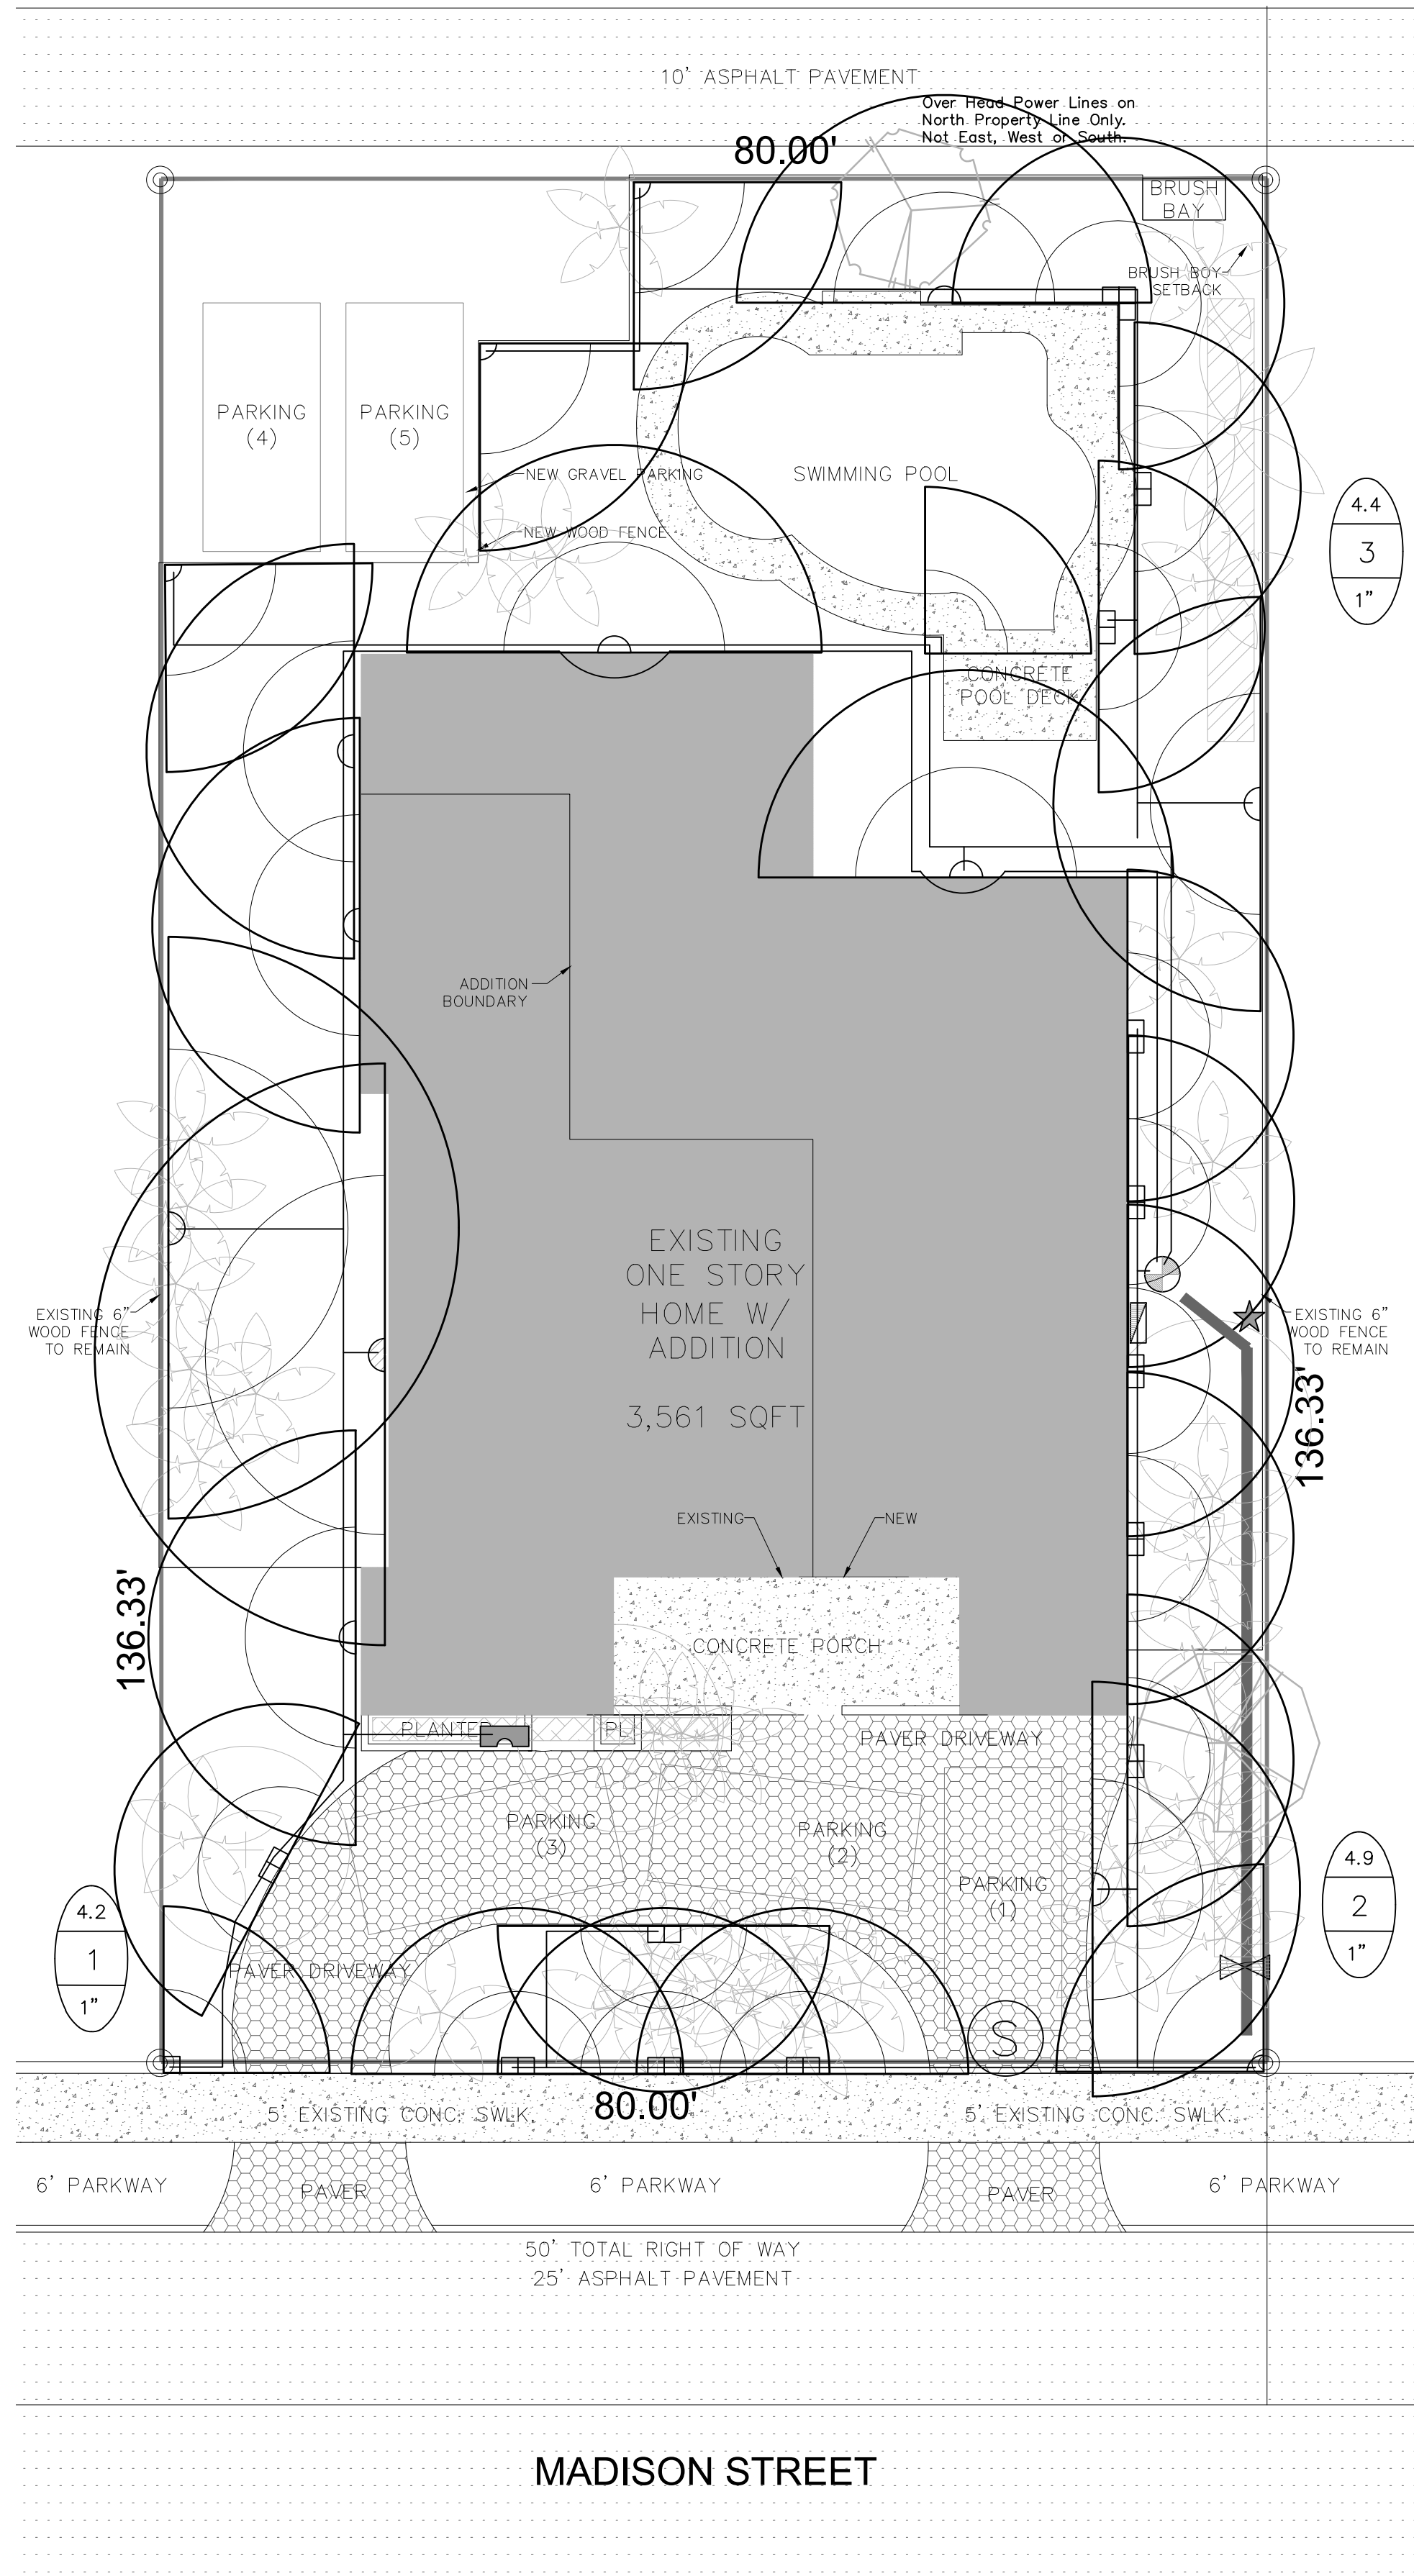 10' ASPHALT PAVEMENT
Over Head Power Lines on
North Property Line Only.
Not East, West or South.
80.00'
BRUSH
BAY
BRUSH BOY
SETBACK
PARKING
(4)
PARKING
(5)
NEW GRAVEL PARKING
NEW WOOD FENCE
SWIMMING POOL
4.4
3
1"
CONCRETE
POOL DECK
ADDITION
BOUNDARY
EXISTING
ONE STORY
HOME W/
ADDITION
3,561 SQFT
EXISTING 6"
WOOD FENCE
TO REMAIN
EXISTING 6"
WOOD FENCE
TO REMAIN
136.33'
EXISTING
NEW
136.33'
CONCRETE PORCH
PLANTER
PL
PAVER DRIVEWAY
PARKING
(3)
PARKING
(2)
PARKING
(1)
4.2
1
1"
4.9
2
1"
PAVER DRIVEWAY
S
5' EXISTING CONC. SWLK.
80.00'
5' EXISTING CONC. SWLK.
6' PARKWAY
PAVER
6' PARKWAY
PAVER
6' PARKWAY
50' TOTAL RIGHT OF WAY
25' ASPHALT PAVEMENT
MADISON STREET